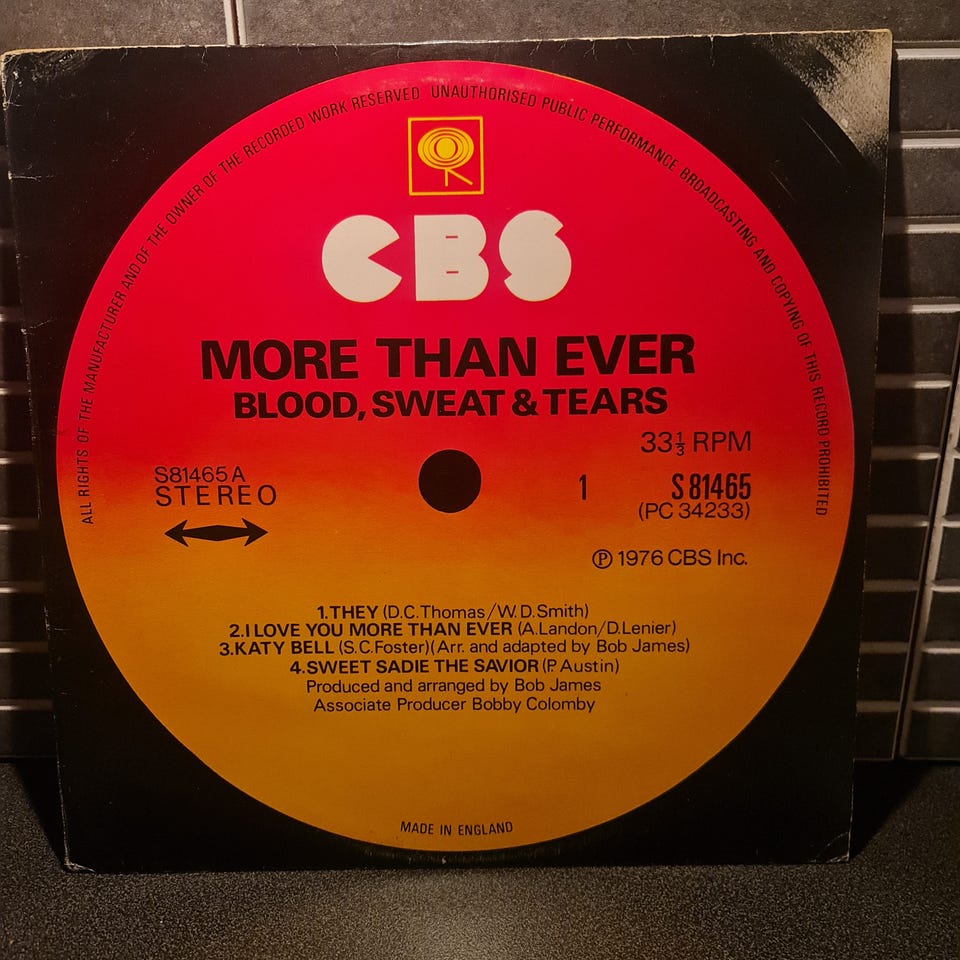 ALL RIGHTS OF THE MANUFACTURER AND OF THE OWNER OF THE RECORDED WORK RESERVED UNAUTHORISED PUBLIC PERFORMANCE BROADCASTING AND COPYING OF THIS RECORD PROHIBITED
CBS
MORE THAN EVER
BLOOD, SWEAT & TEARS
33⅓ RPM
S81465A
STEREO
1
S 81465
(PC 34233)
℗ 1976 CBS Inc.
1.THEY (D.C.Thomas/W.D.Smith)
2.I LOVE YOU MORE THAN EVER (A.Landon/D.Lenier)
3.KATY BELL (S.C.Foster)(Arr. and adapted by Bob James)
4.SWEET SADIE THE SAVIOR (P.Austin)
Produced and arranged by Bob James
Associate Producer Bobby Colomby
MADE IN ENGLAND